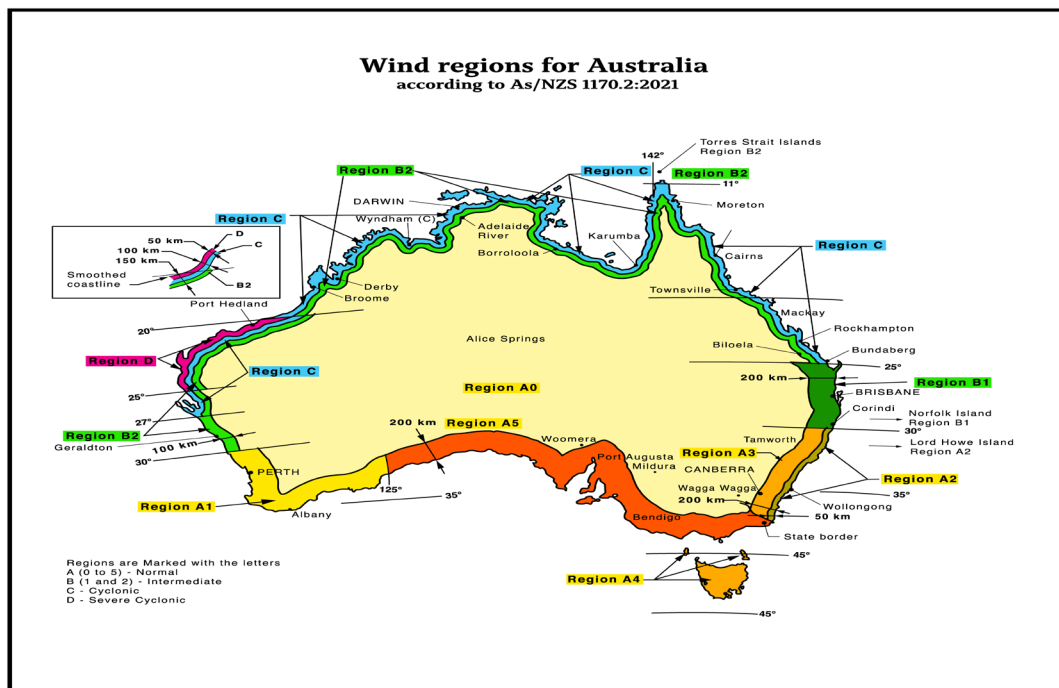 Wind regions for Australia
according to As/NZS 1170.2:2021
Torres Strait Islands
Region B2
142°
Region B2
Region C
Region B2
11°
DARWIN
Moreton
Region C
Wyndham (C)
Adelaide
River
Karumba
Region C
50 km
D
C
100 km
150 km
Borroloola
Cairns
Smoothed
coastline
B2
Derby
Broome
Townsville
Port Hedland
Mackay
20°
Rockhampton
Alice Springs
Biloela
Bundaberg
Region D
Region C
25°
200 km
Region B1
Region A0
BRISBANE
25°
Corindi
Norfolk Island
Region B1
27°
Region A5
200 km
30°
Region B2
Geraldton
100 km
Woomera
Tamworth
Lord Howe Island
Region A2
30°
Region A3
Port Augusta
Mildura
CANBERRA
PERTH
Region A2
125°
Wagga Wagga
35°
35°
200 km
Region A1
Wollongong
Albany
Bendigo
50 km
State border
45°
Regions are Marked with the letters
A (0 to 5) - Normal
B (1 and 2) - Intermediate
C - Cyclonic
D - Severe Cyclonic
Region A4
45°